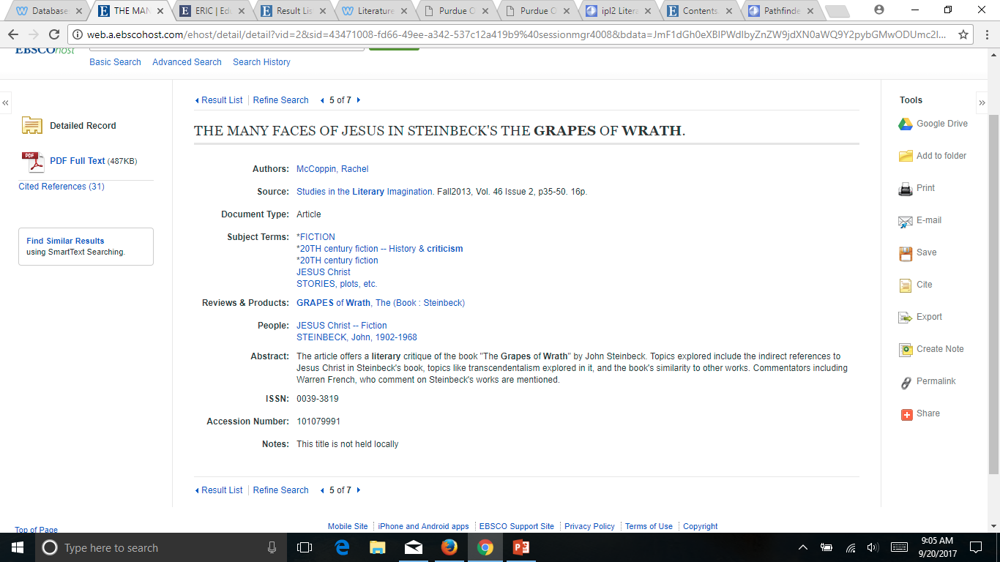 Database
THE MAN
ERIC | Edu
Result Lis
Literature
Purdue O
Purdue O
ipl2 Litera
Contents
Pathfinde
web.a.ebscohost.com/ehost/detail/detail?vid=2&sid=43471008-fd66-49ee-a342-537c12a419b9%40sessionmgr4008&bdata=JmF1dGh0eXBlPWdlbyZnZW9jdXN0aWQ9Y2pybGMwODUmc2l...
EBSCOhost
Basic Search Advanced Search Search History
Result List Refine Search 5 of 7
Detailed Record
PDF Full Text (487KB)
Cited References (31)
Find Similar Results
using SmartText Searching.
THE MANY FACES OF JESUS IN STEINBECK'S THE GRAPES OF WRATH.
Authors: McCoppin, Rachel
Source: Studies in the Literary Imagination. Fall2013, Vol. 46 Issue 2, p35-50. 16p.
Document Type: Article
Subject Terms: *FICTION
*20TH century fiction -- History & criticism
*20TH century fiction
JESUS Christ
STORIES, plots, etc.
Reviews & Products: GRAPES of Wrath, The (Book : Steinbeck)
People: JESUS Christ -- Fiction
STEINBECK, John, 1902-1968
Abstract: The article offers a literary critique of the book "The Grapes of Wrath" by John Steinbeck. Topics explored include the indirect references to
Jesus Christ in Steinbeck's book, topics like transcendentalism explored in it, and the book's similarity to other works. Commentators including
Warren French, who comment on Steinbeck's works are mentioned.
ISSN: 0039-3819
Accession Number: 101079991
Notes: This title is not held locally
Result List Refine Search 5 of 7
Tools
Google Drive
Add to folder
Print
E-mail
Save
Cite
Export
Create Note
Permalink
Share
Top of Page
Mobile Site iPhone and Android apps EBSCO Support Site Privacy Policy Terms of Use Copyright
Type here to search
9:05 AM
9/20/2017